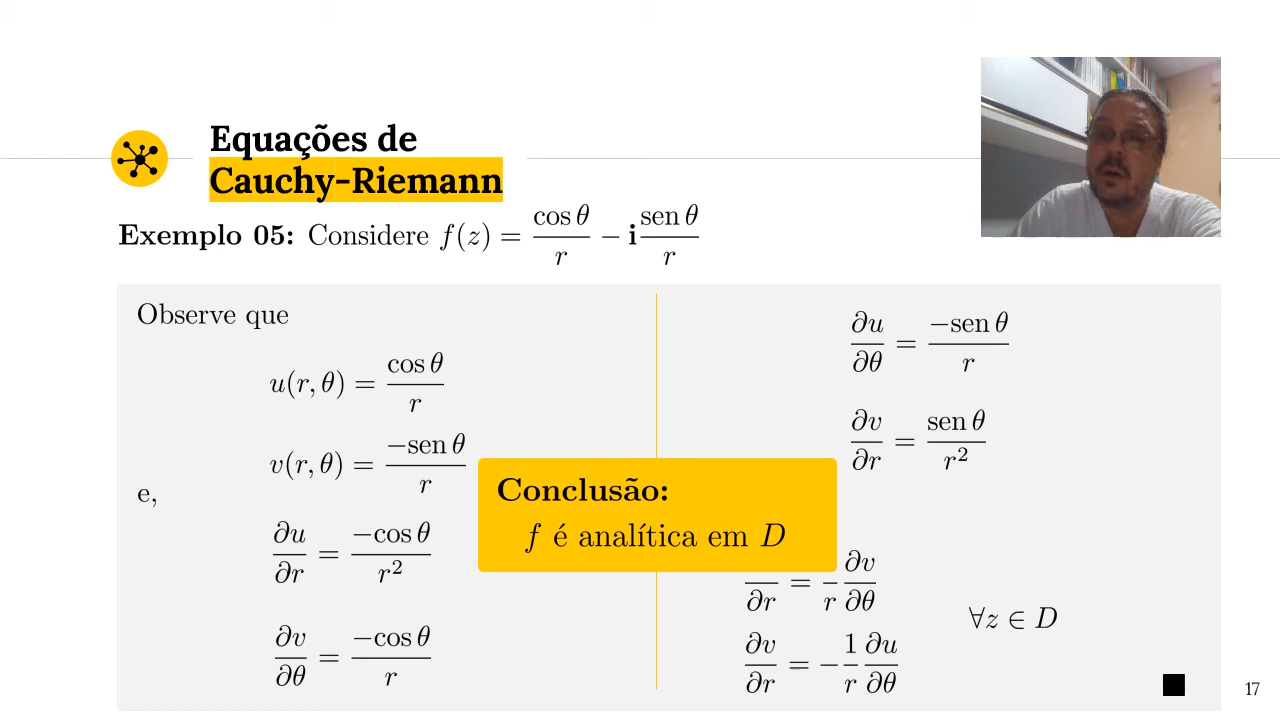 Equações de
Cauchy-Riemann
Exemplo 05: Considere f(z) = cos θ / r − i sen θ / r
Observe que
u(r, θ) = cos θ / r
v(r, θ) = −sen θ / r
e,
∂u/∂r = −cos θ / r²
∂v/∂θ = −cos θ / r
∂u/∂θ = −sen θ / r
∂v/∂r = sen θ / r²
Conclusão:
f é analítica em D
∂r = r ∂v/∂θ
∀z ∈ D
∂v/∂r = − 1/r ∂u/∂θ
17